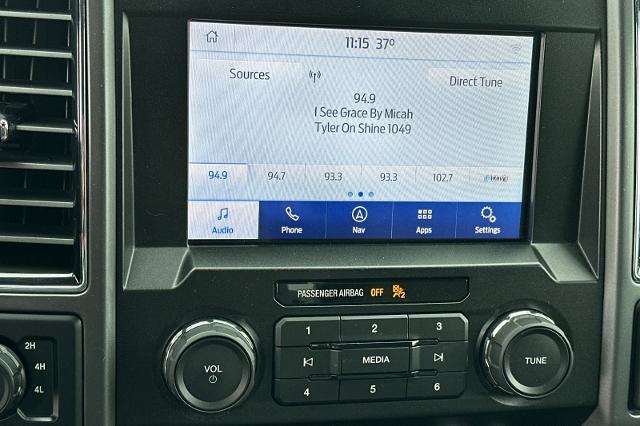 11:15 37°
Sources
Direct Tune
94.9
I See Grace By Micah
Tyler On Shine 1049
94.9 94.7 93.3 93.3 102.7
Audio Phone Nav Apps Settings
PASSENGER AIRBAG OFF 2
1 2 3
VOL
MEDIA
TUNE
4 5 6
2H
4H
4L